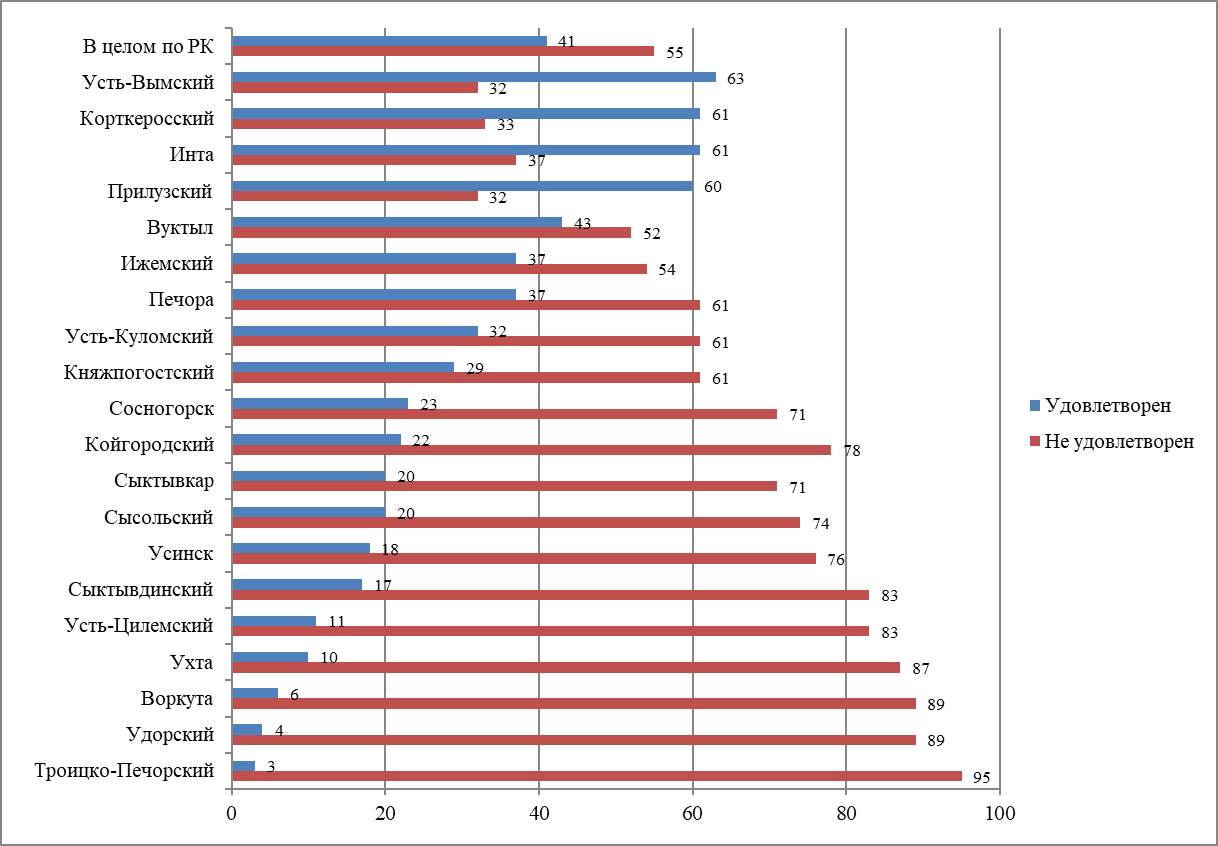 В целом по РК 41
55
Усть-Вымский 63
32
Корткеросский 61
33
Инта 61
37
Прилузский 60
32
Вуктыл 43
52
Ижемский 37
54
Печора 37
61
Усть-Куломский 32
61
Княжпогостский 29
61
Сосногорск 23
71
Койгородский 22
78
Сыктывкар 20
71
Сысольский 20
74
Усинск 18
76
Сыктывдинский 17
83
Усть-Цилемский 11
83
Ухта 10
87
Воркута 6
89
Удорский 4
89
Троицко-Печорский 3
95
0 20 40 60 80 100
Удовлетворен
Не удовлетворен